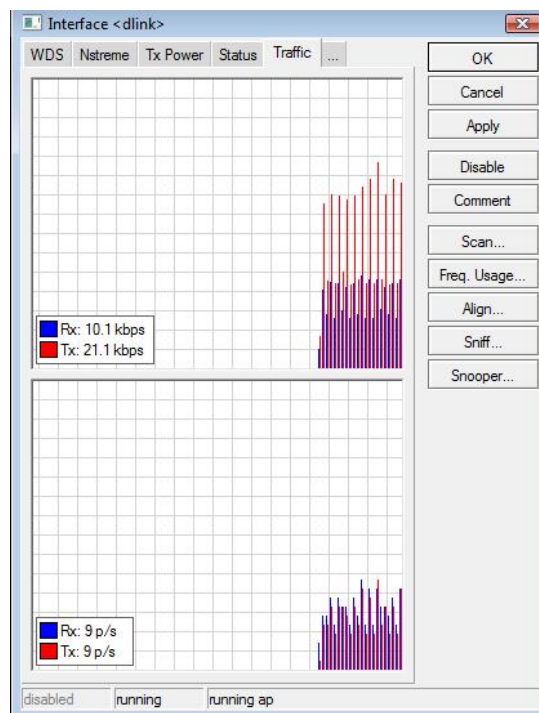 Interface <dlink>
WDS Nstreme Tx Power Status Traffic ...
OK
Cancel
Apply
Disable
Comment
Scan...
Freq. Usage...
Align...
Sniff...
Snooper...
Rx: 10.1 kbps
Tx: 21.1 kbps
Rx: 9 p/s
Tx: 9 p/s
disabled running running ap